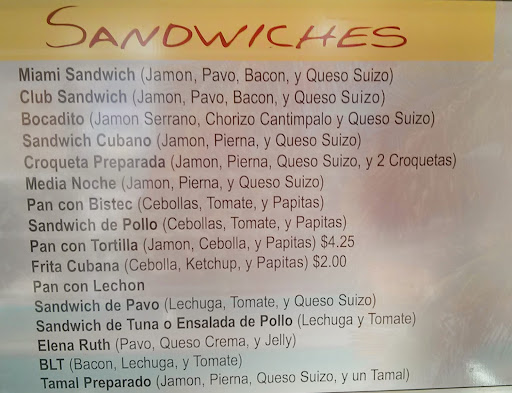 SANDWICHES
Miami Sandwich (Jamon, Pavo, Bacon, y Queso Suizo)
Club Sandwich (Jamon, Pavo, Bacon, y Queso Suizo)
Bocadito (Jamon Serrano, Chorizo Cantimpalo y Queso Suizo)
Sandwich Cubano (Jamon, Pierna, y Queso Suizo)
Croqueta Preparada (Jamon, Pierna, Queso Suizo, y 2 Croquetas)
Media Noche (Jamon, Pierna, y Queso Suizo)
Pan con Bistec (Cebollas, Tomate, y Papitas)
Sandwich de Pollo (Cebollas, Tomate, y Papitas)
Pan con Tortilla (Jamon, Cebolla, y Papitas) $4.25
Frita Cubana (Cebolla, Ketchup, y Papitas) $2.00
Pan con Lechon
Sandwich de Pavo (Lechuga, Tomate, y Queso Suizo)
Sandwich de Tuna o Ensalada de Pollo (Lechuga y Tomate)
Elena Ruth (Pavo, Queso Crema, y Jelly)
BLT (Bacon, Lechuga, y Tomate)
Tamal Preparado (Jamon, Pierna, Queso Suizo, y un Tamal)